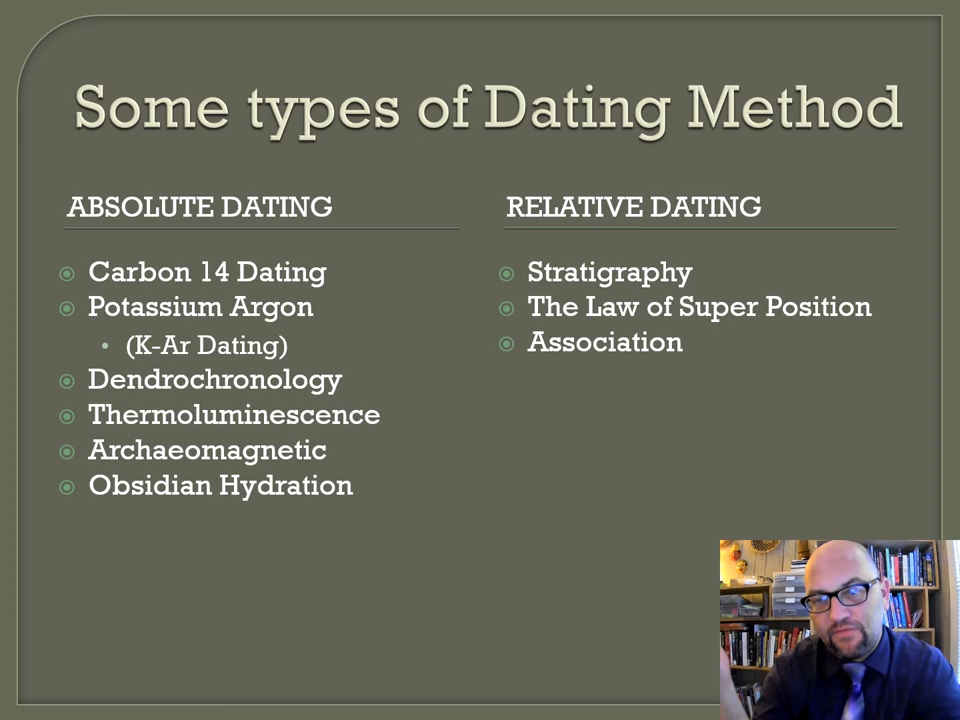 Some types of Dating Method
ABSOLUTE DATING
Carbon 14 Dating
Potassium Argon
(K-Ar Dating)
Dendrochronology
Thermoluminescence
Archaeomagnetic
Obsidian Hydration
RELATIVE DATING
Stratigraphy
The Law of Super Position
Association